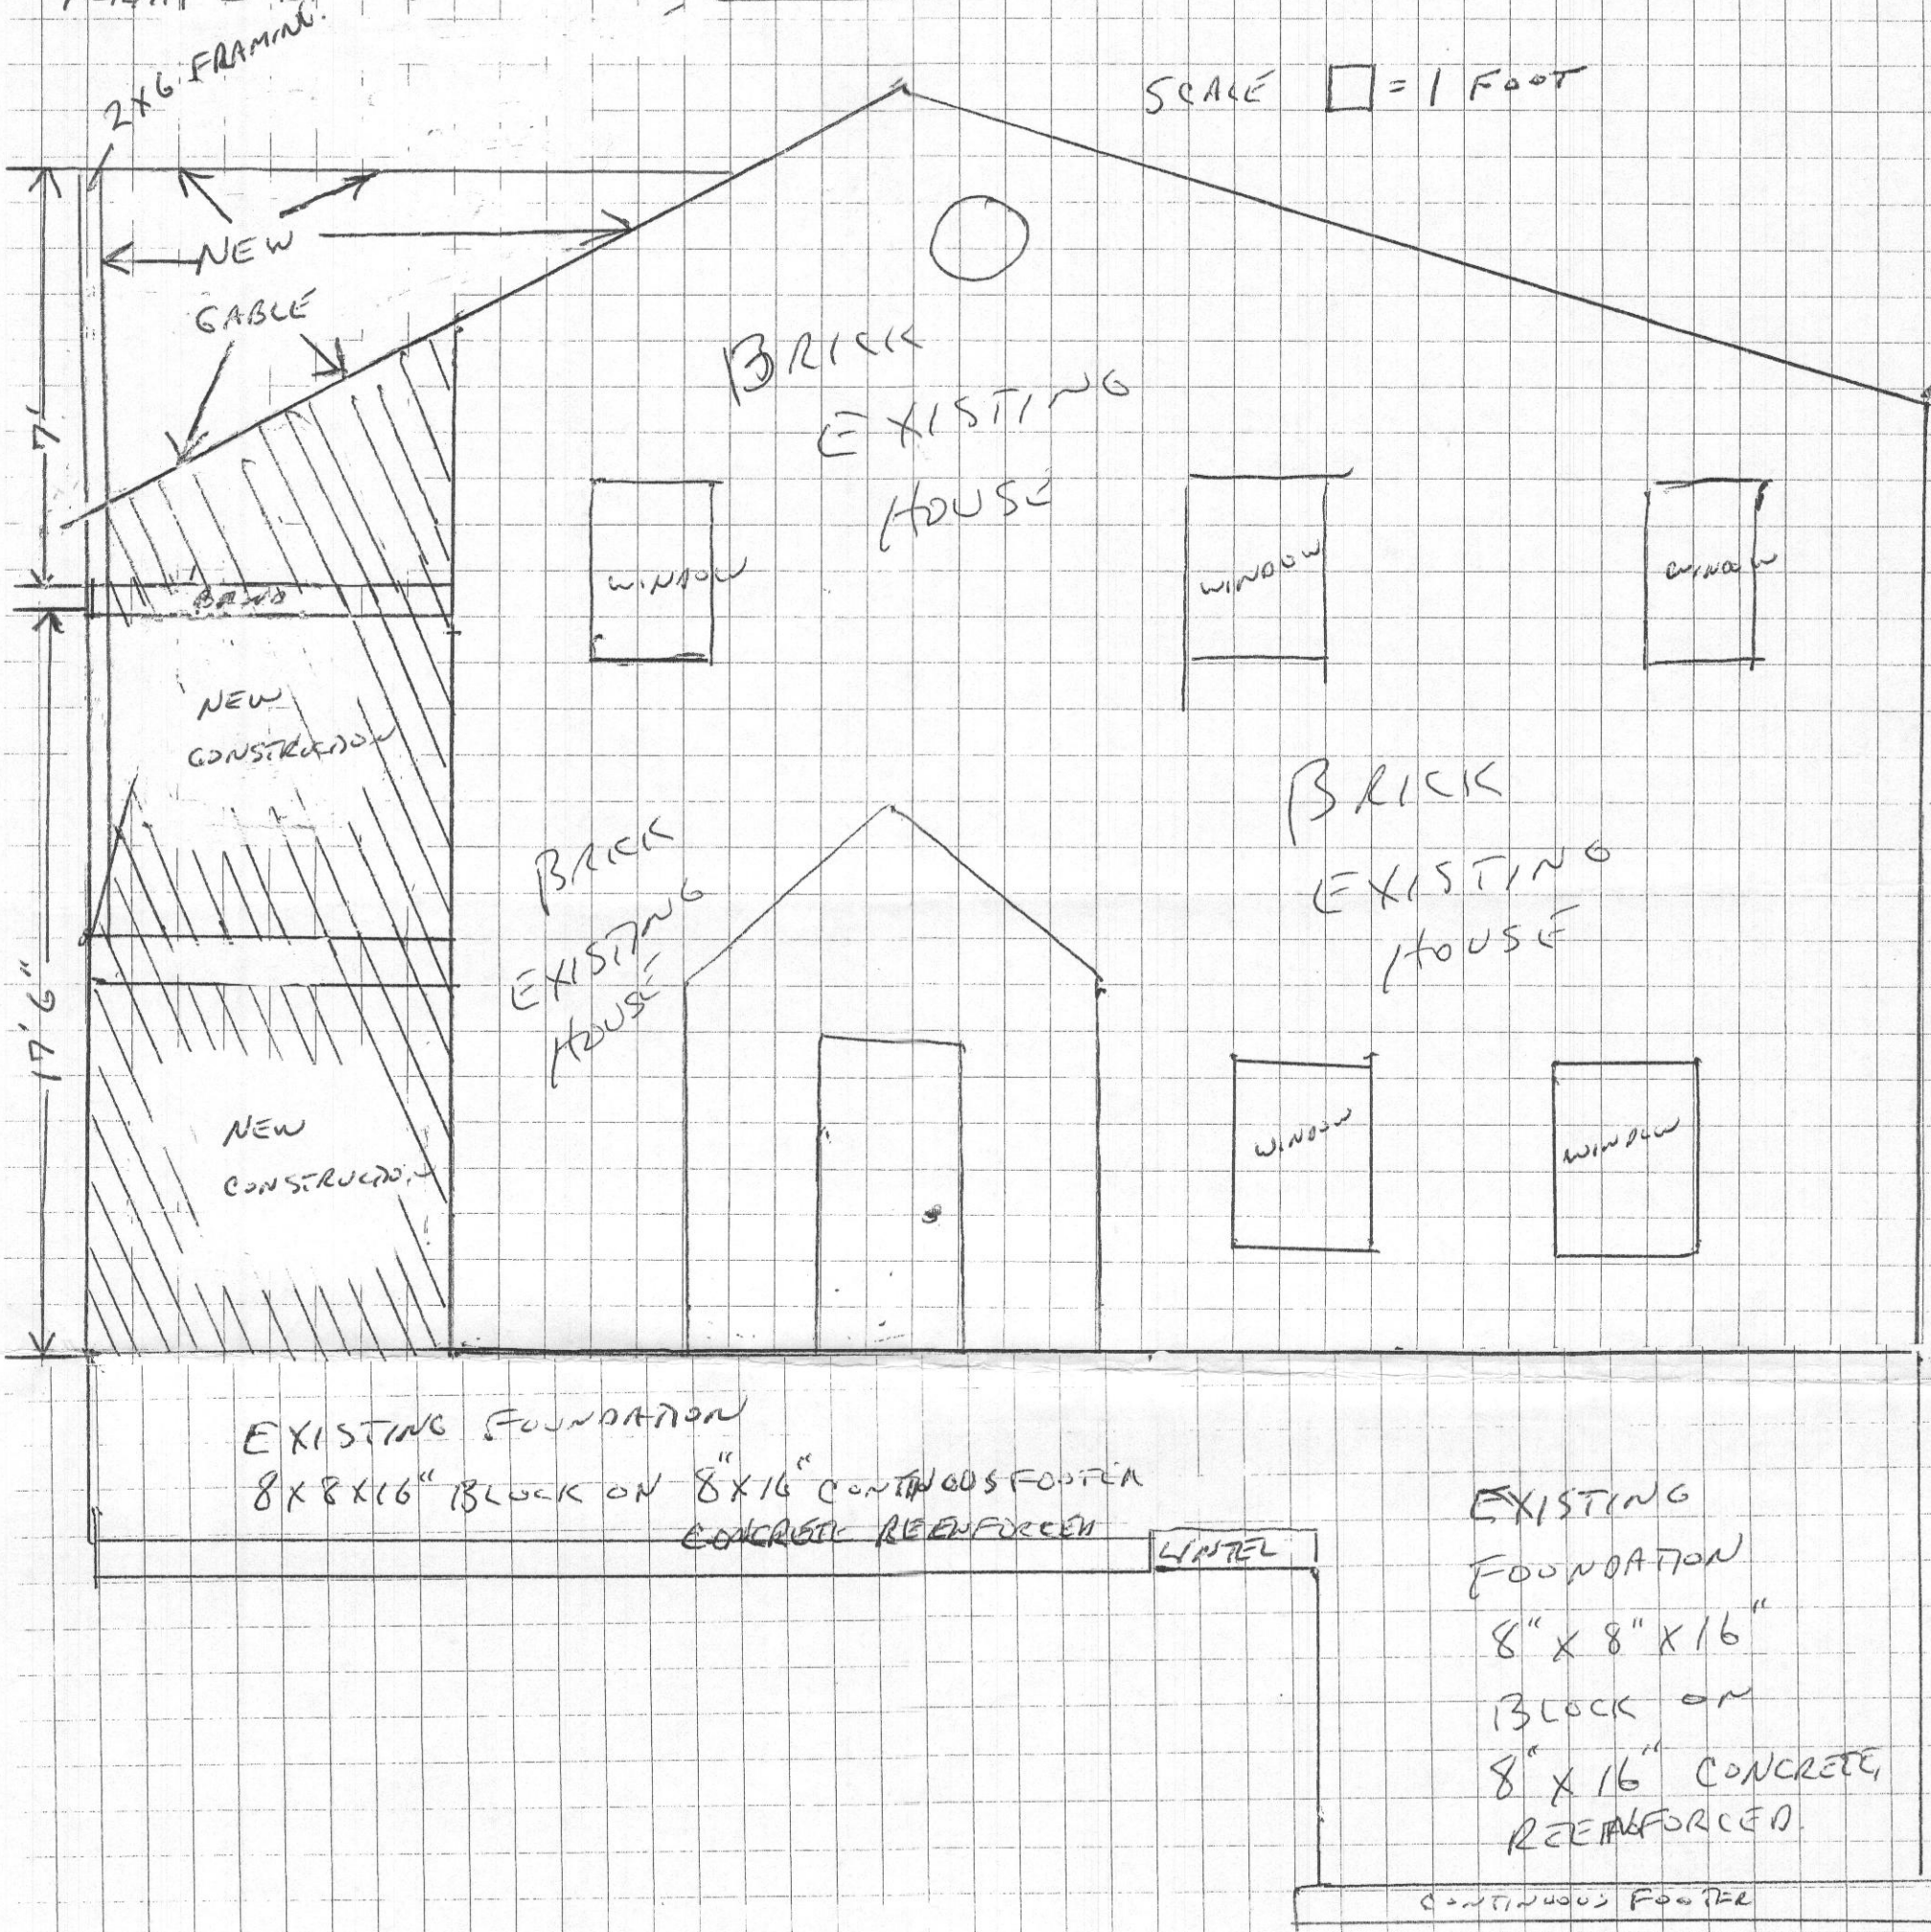 2X6 FRAMING.
SCALE □ = 1 FOOT
NEW
GABLE
7'
BRICK
EXISTING
HOUSE
WINDOW
WINDOW
WINDOW
BAND
NEW
CONSTRUCTION
BRICK
EXISTING
HOUSE
BRICK
EXISTING
HOUSE
17'6"
NEW
CONSTRUCTION
WINDOW
WINDOW
EXISTING FOUNDATION
8X8X16" BLOCK ON 8"X16" CONTINOUS FOOTER
CONCRETE REENFORCED
LINTEL
EXISTING
FOUNDATION
8" X 8" X 16"
BLOCK ON
8" X 16" CONCRETE,
REENFORCED.
CONTINUOUS FOOTER